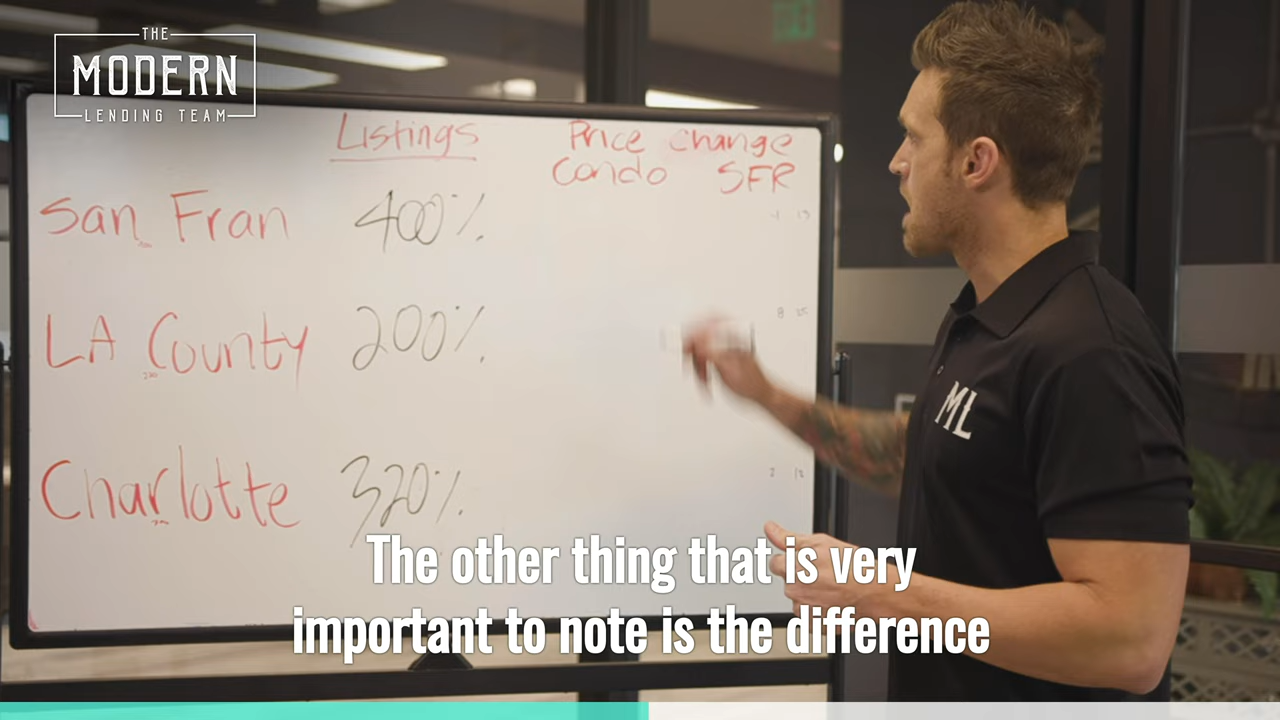 THE
MODERN
LENDING TEAM
Listings
Price change
Condo SFR
San Fran 400%
LA County 200%
Charlotte 320%
ML
The other thing that is very
important to note is the difference